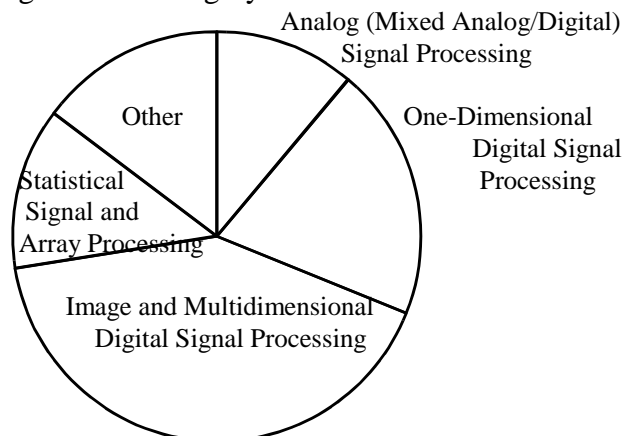 Analog (Mixed Analog/Digital)
Signal Processing
One-Dimensional
Digital Signal
Processing
Other
Statistical
Signal and
Array Processing
Image and Multidimensional
Digital Signal Processing